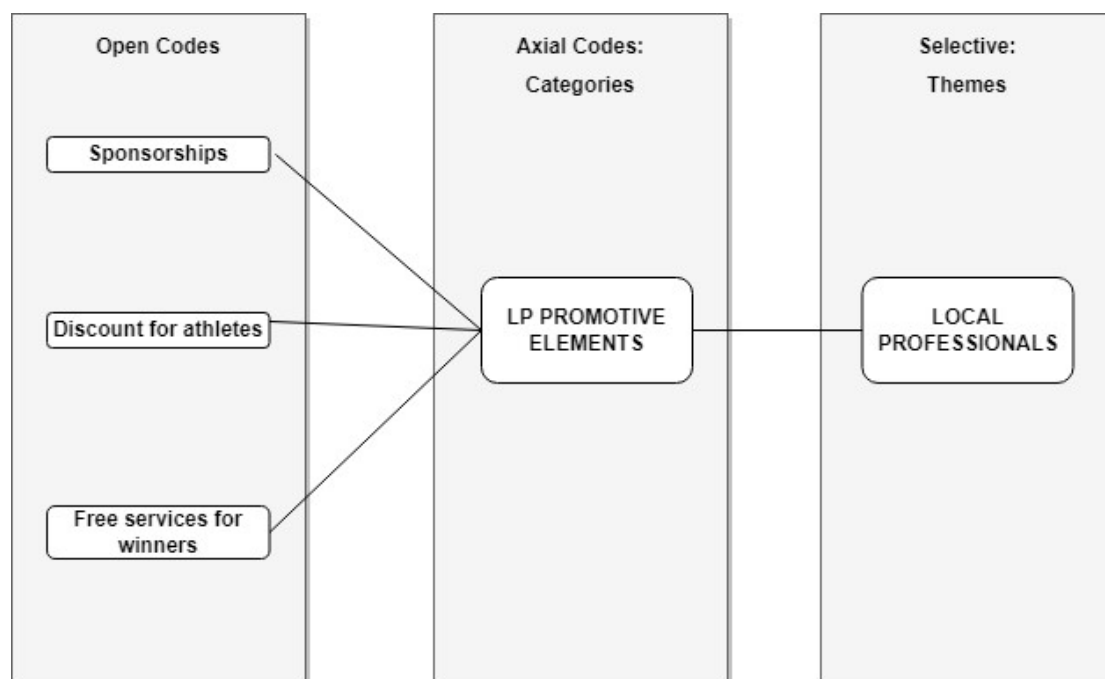 Open Codes
Axial Codes:
Categories
Selective:
Themes
Sponsorships
Discount for athletes
Free services for
winners
LP PROMOTIVE
ELEMENTS
LOCAL
PROFESSIONALS